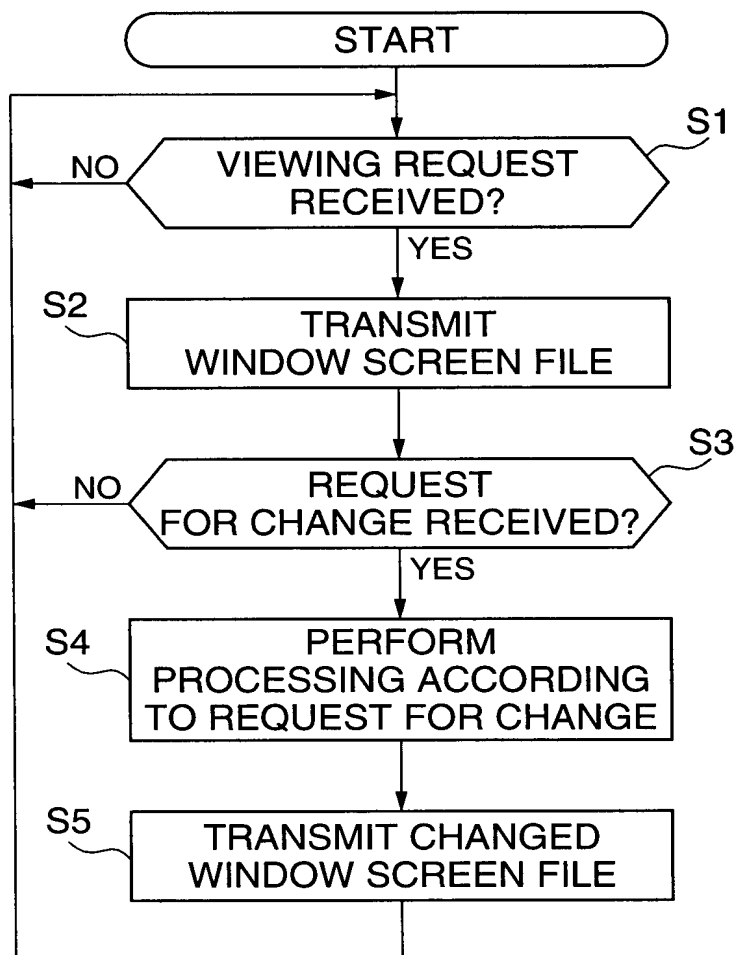 START
S1
VIEWING REQUEST
RECEIVED?
NO
YES
S2
TRANSMIT
WINDOW SCREEN FILE
S3
REQUEST
FOR CHANGE RECEIVED?
NO
YES
S4
PERFORM
PROCESSING ACCORDING
TO REQUEST FOR CHANGE
S5
TRANSMIT CHANGED
WINDOW SCREEN FILE